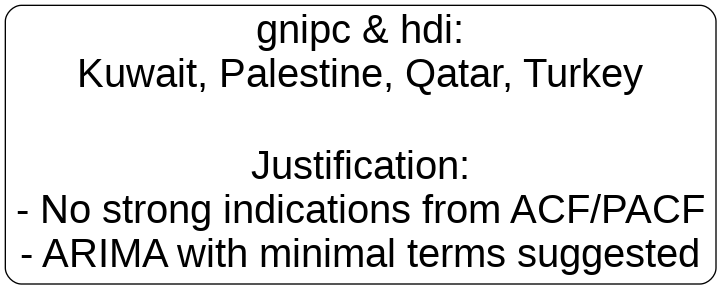 gnipc & hdi:
Kuwait, Palestine, Qatar, Turkey
Justification:
- No strong indications from ACF/PACF
- ARIMA with minimal terms suggested